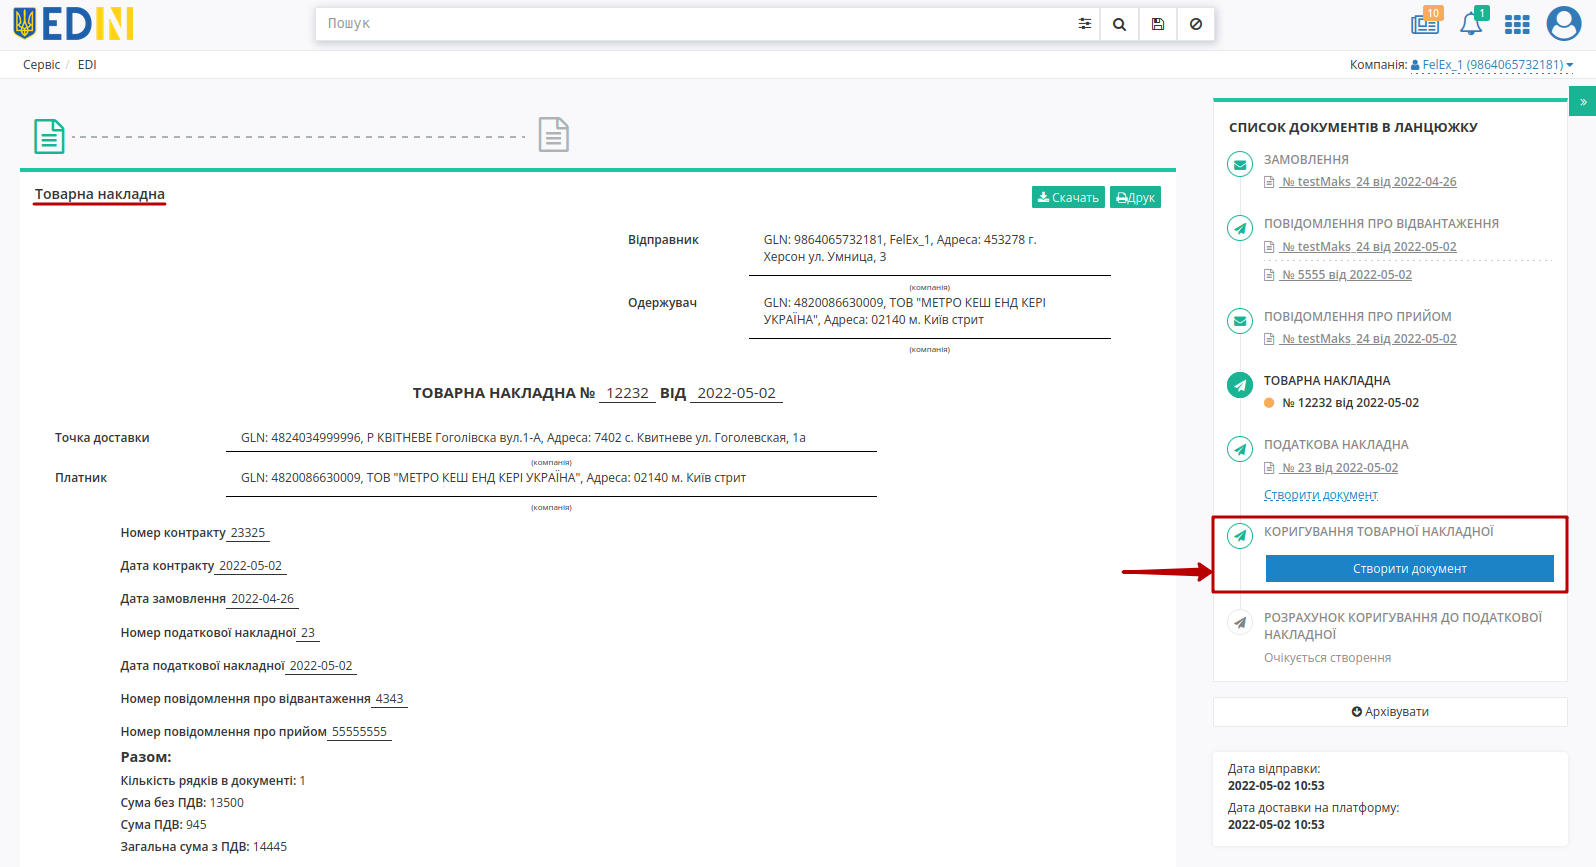 EDIN
Пошук
10
1
Сервіс / EDI
Компанія: FelEx_1 (9864065732181)
»
Товарна накладна
Скачать
Друк
Відправник
GLN: 9864065732181, FelEx_1, Адреса: 453278 г.
Херсон ул. Умница, 3
(компанія)
Одержувач
GLN: 4820086630009, ТОВ "МЕТРО КЕШ ЕНД КЕРІ
УКРАЇНА", Адреса: 02140 м. Київ стрит
(компанія)
ТОВАРНА НАКЛАДНА № 12232 ВІД 2022-05-02
Точка доставки
GLN: 4824034999996, Р КВІТНЕВЕ Гоголівска вул.1-А, Адреса: 7402 с. Квитневе ул. Гоголевская, 1а
(компанія)
Платник
GLN: 4820086630009, ТОВ "МЕТРО КЕШ ЕНД КЕРІ УКРАЇНА", Адреса: 02140 м. Київ стрит
(компанія)
Номер контракту 23325
Дата контракту 2022-05-02
Дата замовлення 2022-04-26
Номер податкової накладної 23
Дата податкової накладної 2022-05-02
Номер повідомлення про відвантаження 4343
Номер повідомлення про прийом 55555555
Разом:
Кількість рядків в документі: 1
Сума без ПДВ: 13500
Сума ПДВ: 945
Загальна сума з ПДВ: 14445
СПИСОК ДОКУМЕНТІВ В ЛАНЦЮЖКУ
ЗАМОВЛЕННЯ
№ testMaks_24 від 2022-04-26
ПОВІДОМЛЕННЯ ПРО ВІДВАНТАЖЕННЯ
№ testMaks_24 від 2022-05-02
№ 5555 від 2022-05-02
ПОВІДОМЛЕННЯ ПРО ПРИЙОМ
№ testMaks_24 від 2022-05-02
ТОВАРНА НАКЛАДНА
№ 12232 від 2022-05-02
ПОДАТКОВА НАКЛАДНА
№ 23 від 2022-05-02
Створити документ
КОРИГУВАННЯ ТОВАРНОЇ НАКЛАДНОЇ
Створити документ
РОЗРАХУНОК КОРИГУВАННЯ ДО ПОДАТКОВОЇ
НАКЛАДНОЇ
Очікується створення
Архівувати
Дата відправки:
2022-05-02 10:53
Дата доставки на платформу:
2022-05-02 10:53